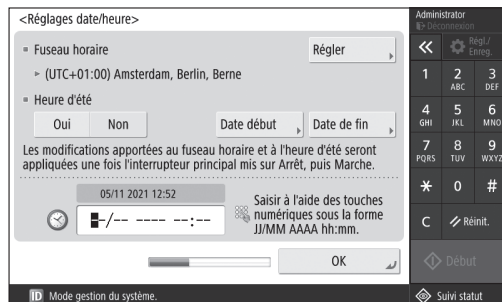 <Réglages date/heure>
Fuseau horaire
Régler
(UTC+01:00) Amsterdam, Berlin, Berne
Heure d'été
Oui
Non
Date début
Date de fin
Les modifications apportées au fuseau horaire et à l'heure d'été seront
appliquées une fois l'interrupteur principal mis sur Arrêt, puis Marche.
05/11 2021 12:52
-/-- ---- --:--
Saisir à l'aide des touches
numériques sous la forme
JJ/MM AAAA hh:mm.
OK
ID Mode gestion du système.
Administrator
Déconnexion
Régl./
Enreg.
1
2 ABC
3 DEF
4 GHI
5 JKL
6 MNO
7 PQRS
8 TUV
9 WXYZ
* 0 #
C
Réinit.
Début
Suivi statut